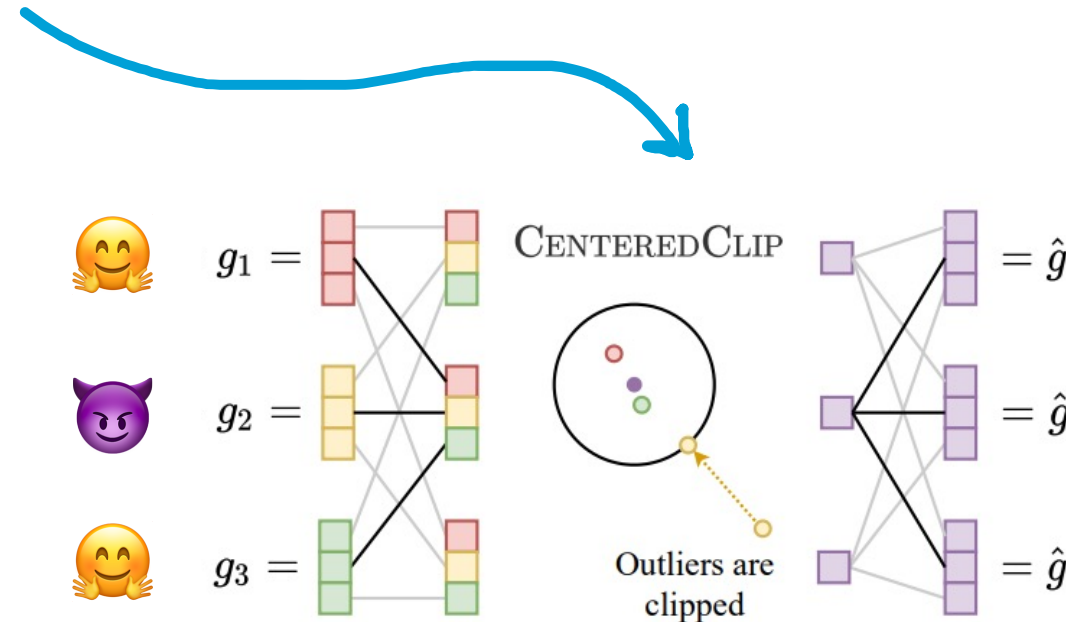 g₁ =
CENTEREDCLIP
= ĝ
g₂ =
= ĝ
g₃ =
Outliers are
clipped
= ĝ